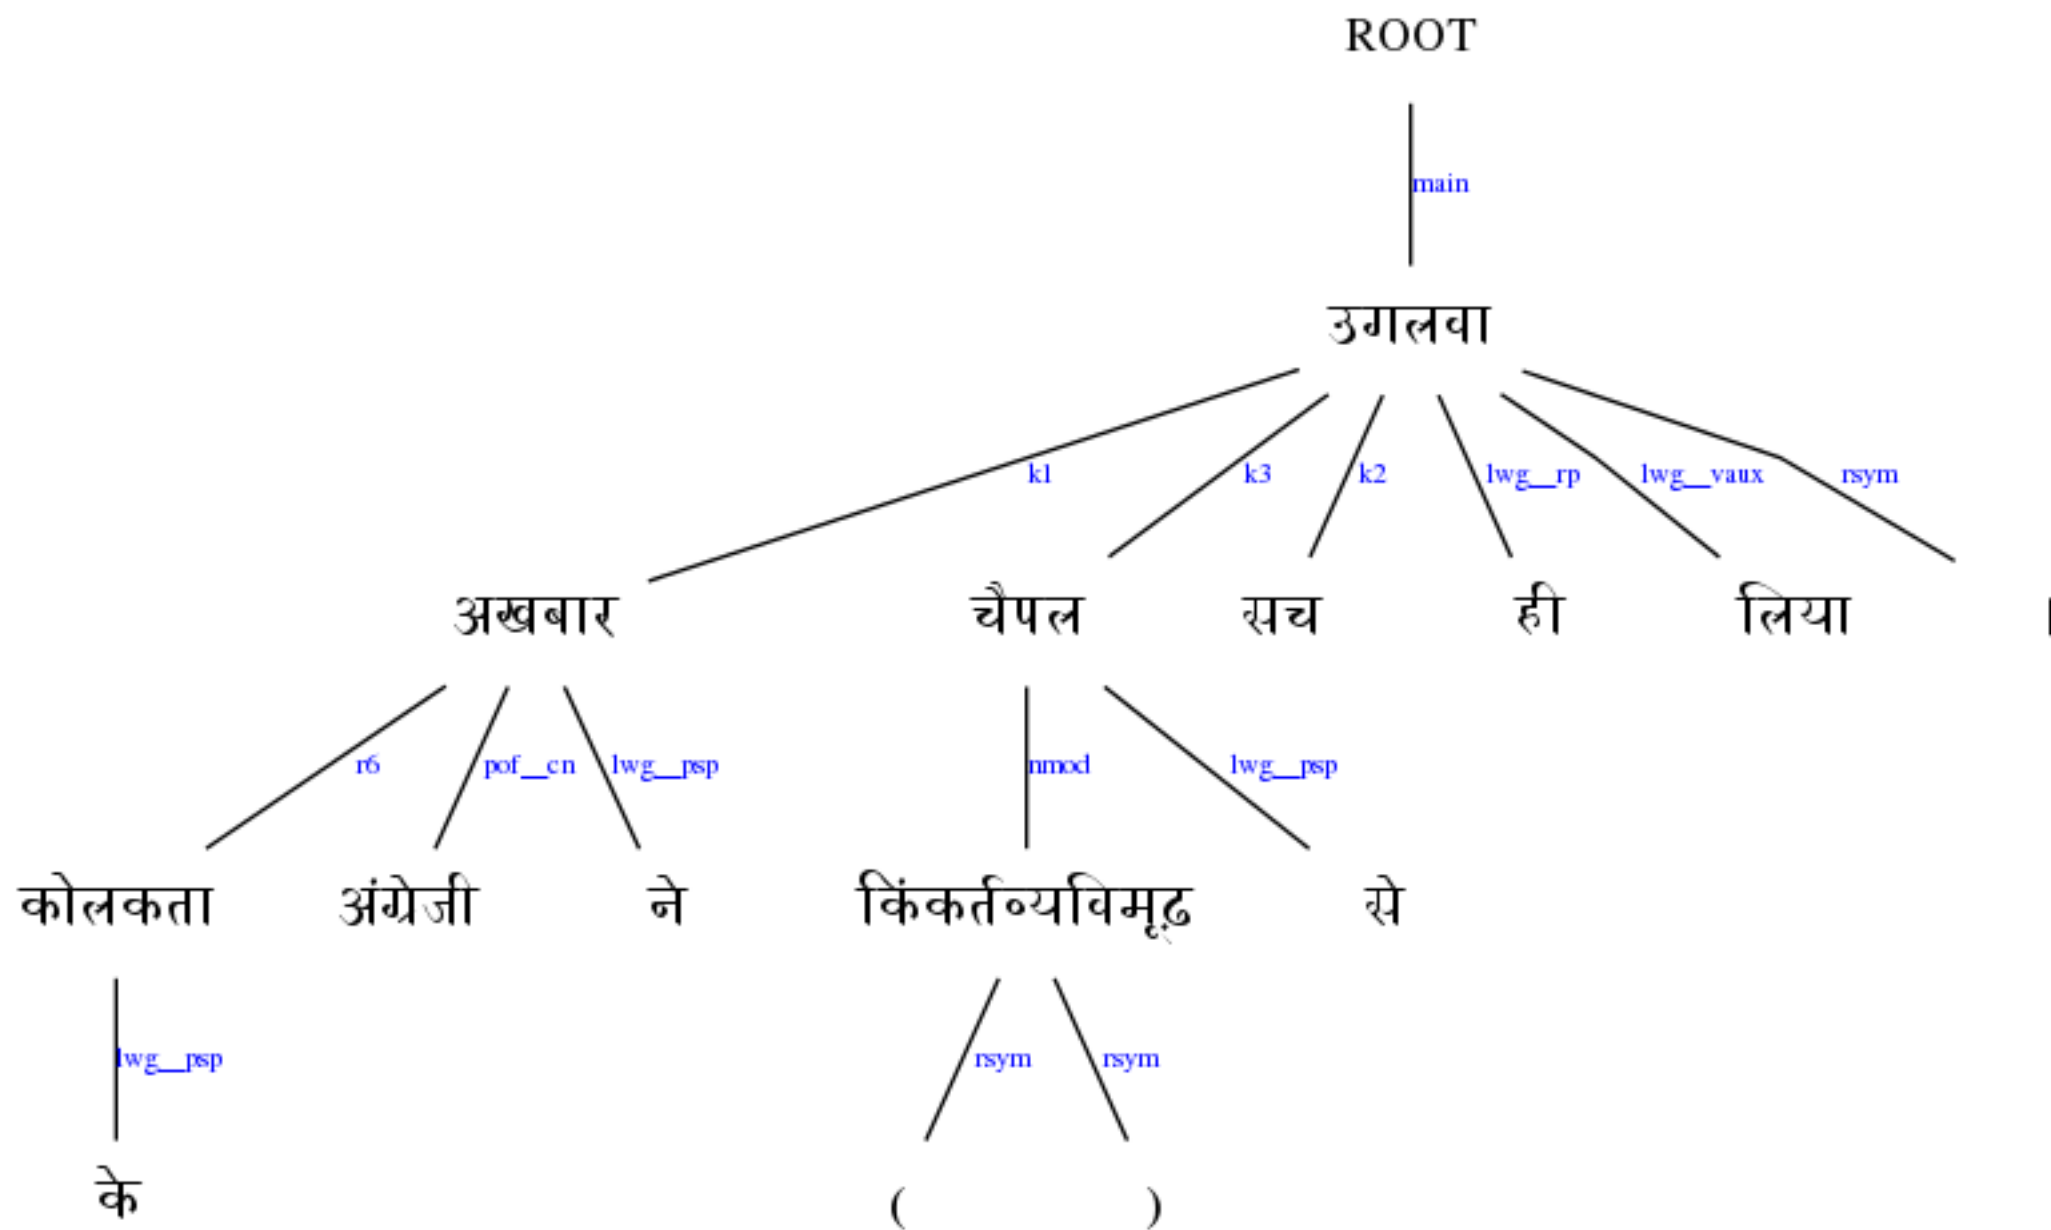 ROOT
main
उगलवा
k1 k3 k2 lwg__rp lwg__vaux rsym
अखबार चैपल सच ही लिया ।
r6 pof__cn lwg__psp nmod lwg__psp
कोलकता अंग्रेजी ने किंकर्तव्यविमूढ़ से
lwg__psp rsym rsym
के ( )